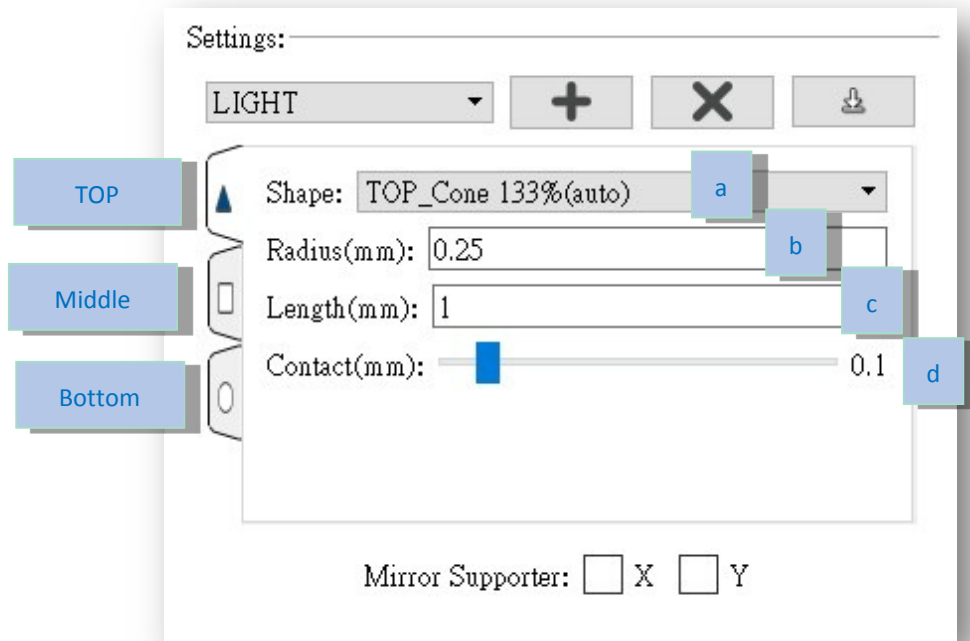 Settings:
LIGHT
TOP
Shape: TOP_Cone 133%(auto) a
Radius(mm): 0.25 b
Middle
Length(mm): 1 c
Contact(mm): 0.1 d
Bottom
Mirror Supporter: X Y